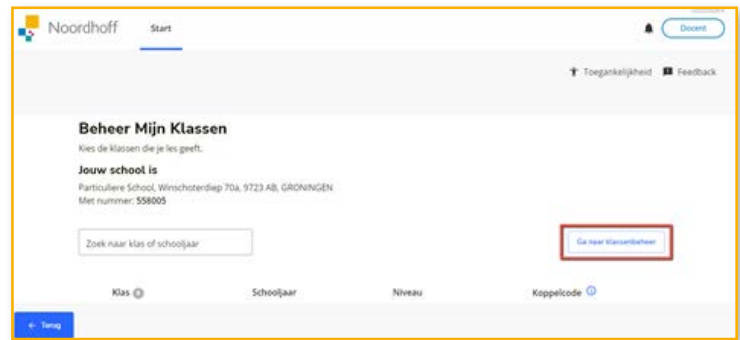 Noordhoff Start Docent
Toegankelijkheid Feedback
Beheer Mijn Klassen
Kies de klassen die je les geeft.
Jouw school is
Particuliere School, Winschoterdiep 70a, 9723 AB, GRONINGEN
Met nummer: 558005
Zoek naar klas of schooljaar Ga naar klassenbeheer
Klas Schooljaar Niveau Koppelcode
← Terug